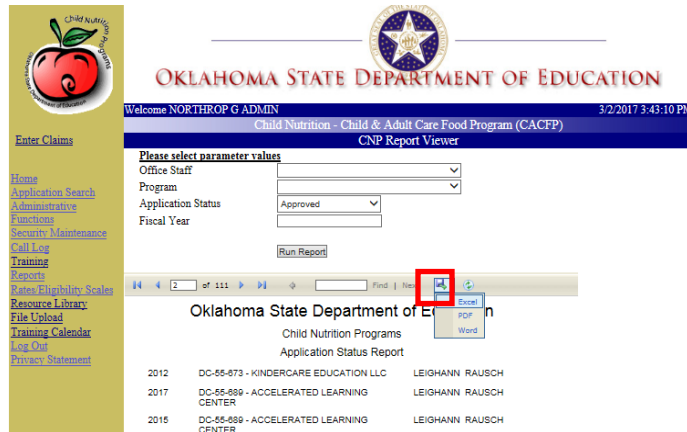 Child Nutrition Programs
Department of Education
OKLAHOMA STATE DEPARTMENT OF EDUCATION
Welcome NORTHROP G ADMIN 3/2/2017 3:43:10 PM
Child Nutrition - Child & Adult Care Food Program (CACFP)
CNP Report Viewer
Enter Claims
Home
Application Search
Administrative
Functions
Security Maintenance
Call Log
Training
Reports
Rates/Eligibility Scales
Resource Library
File Upload
Training Calendar
Log Out
Privacy Statement
Please select parameter values
Office Staff
Program
Application Status Approved
Fiscal Year
Run Report
2 of 111 Find | Nex
Excel
PDF
Word
Oklahoma State Department of E n
Child Nutrition Programs
Application Status Report
2012 DC-55-673 - KINDERCARE EDUCATION LLC LEIGHANN RAUSCH
2017 DC-55-689 - ACCELERATED LEARNING LEIGHANN RAUSCH
CENTER
2015 DC-55-689 - ACCELERATED LEARNING LEIGHANN RAUSCH
CENTER